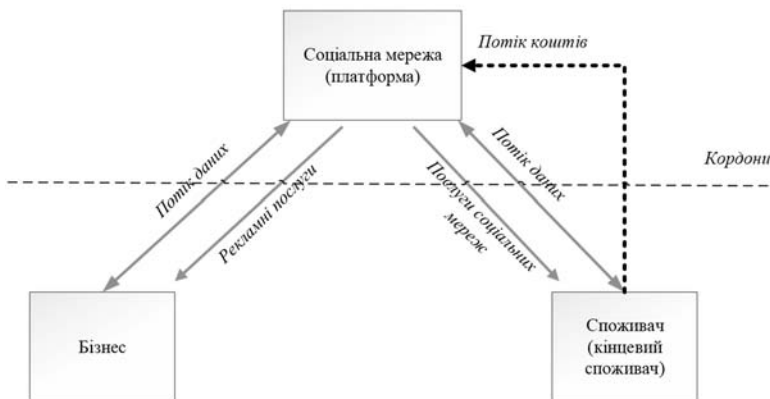 Соціальна мережа
(платформа)
Потік коштів
Кордони
Потік даних
Рекламні послуги
Послуги соціальних
мереж
Потік даних
Бізнес
Споживач
(кінцевий
споживач)